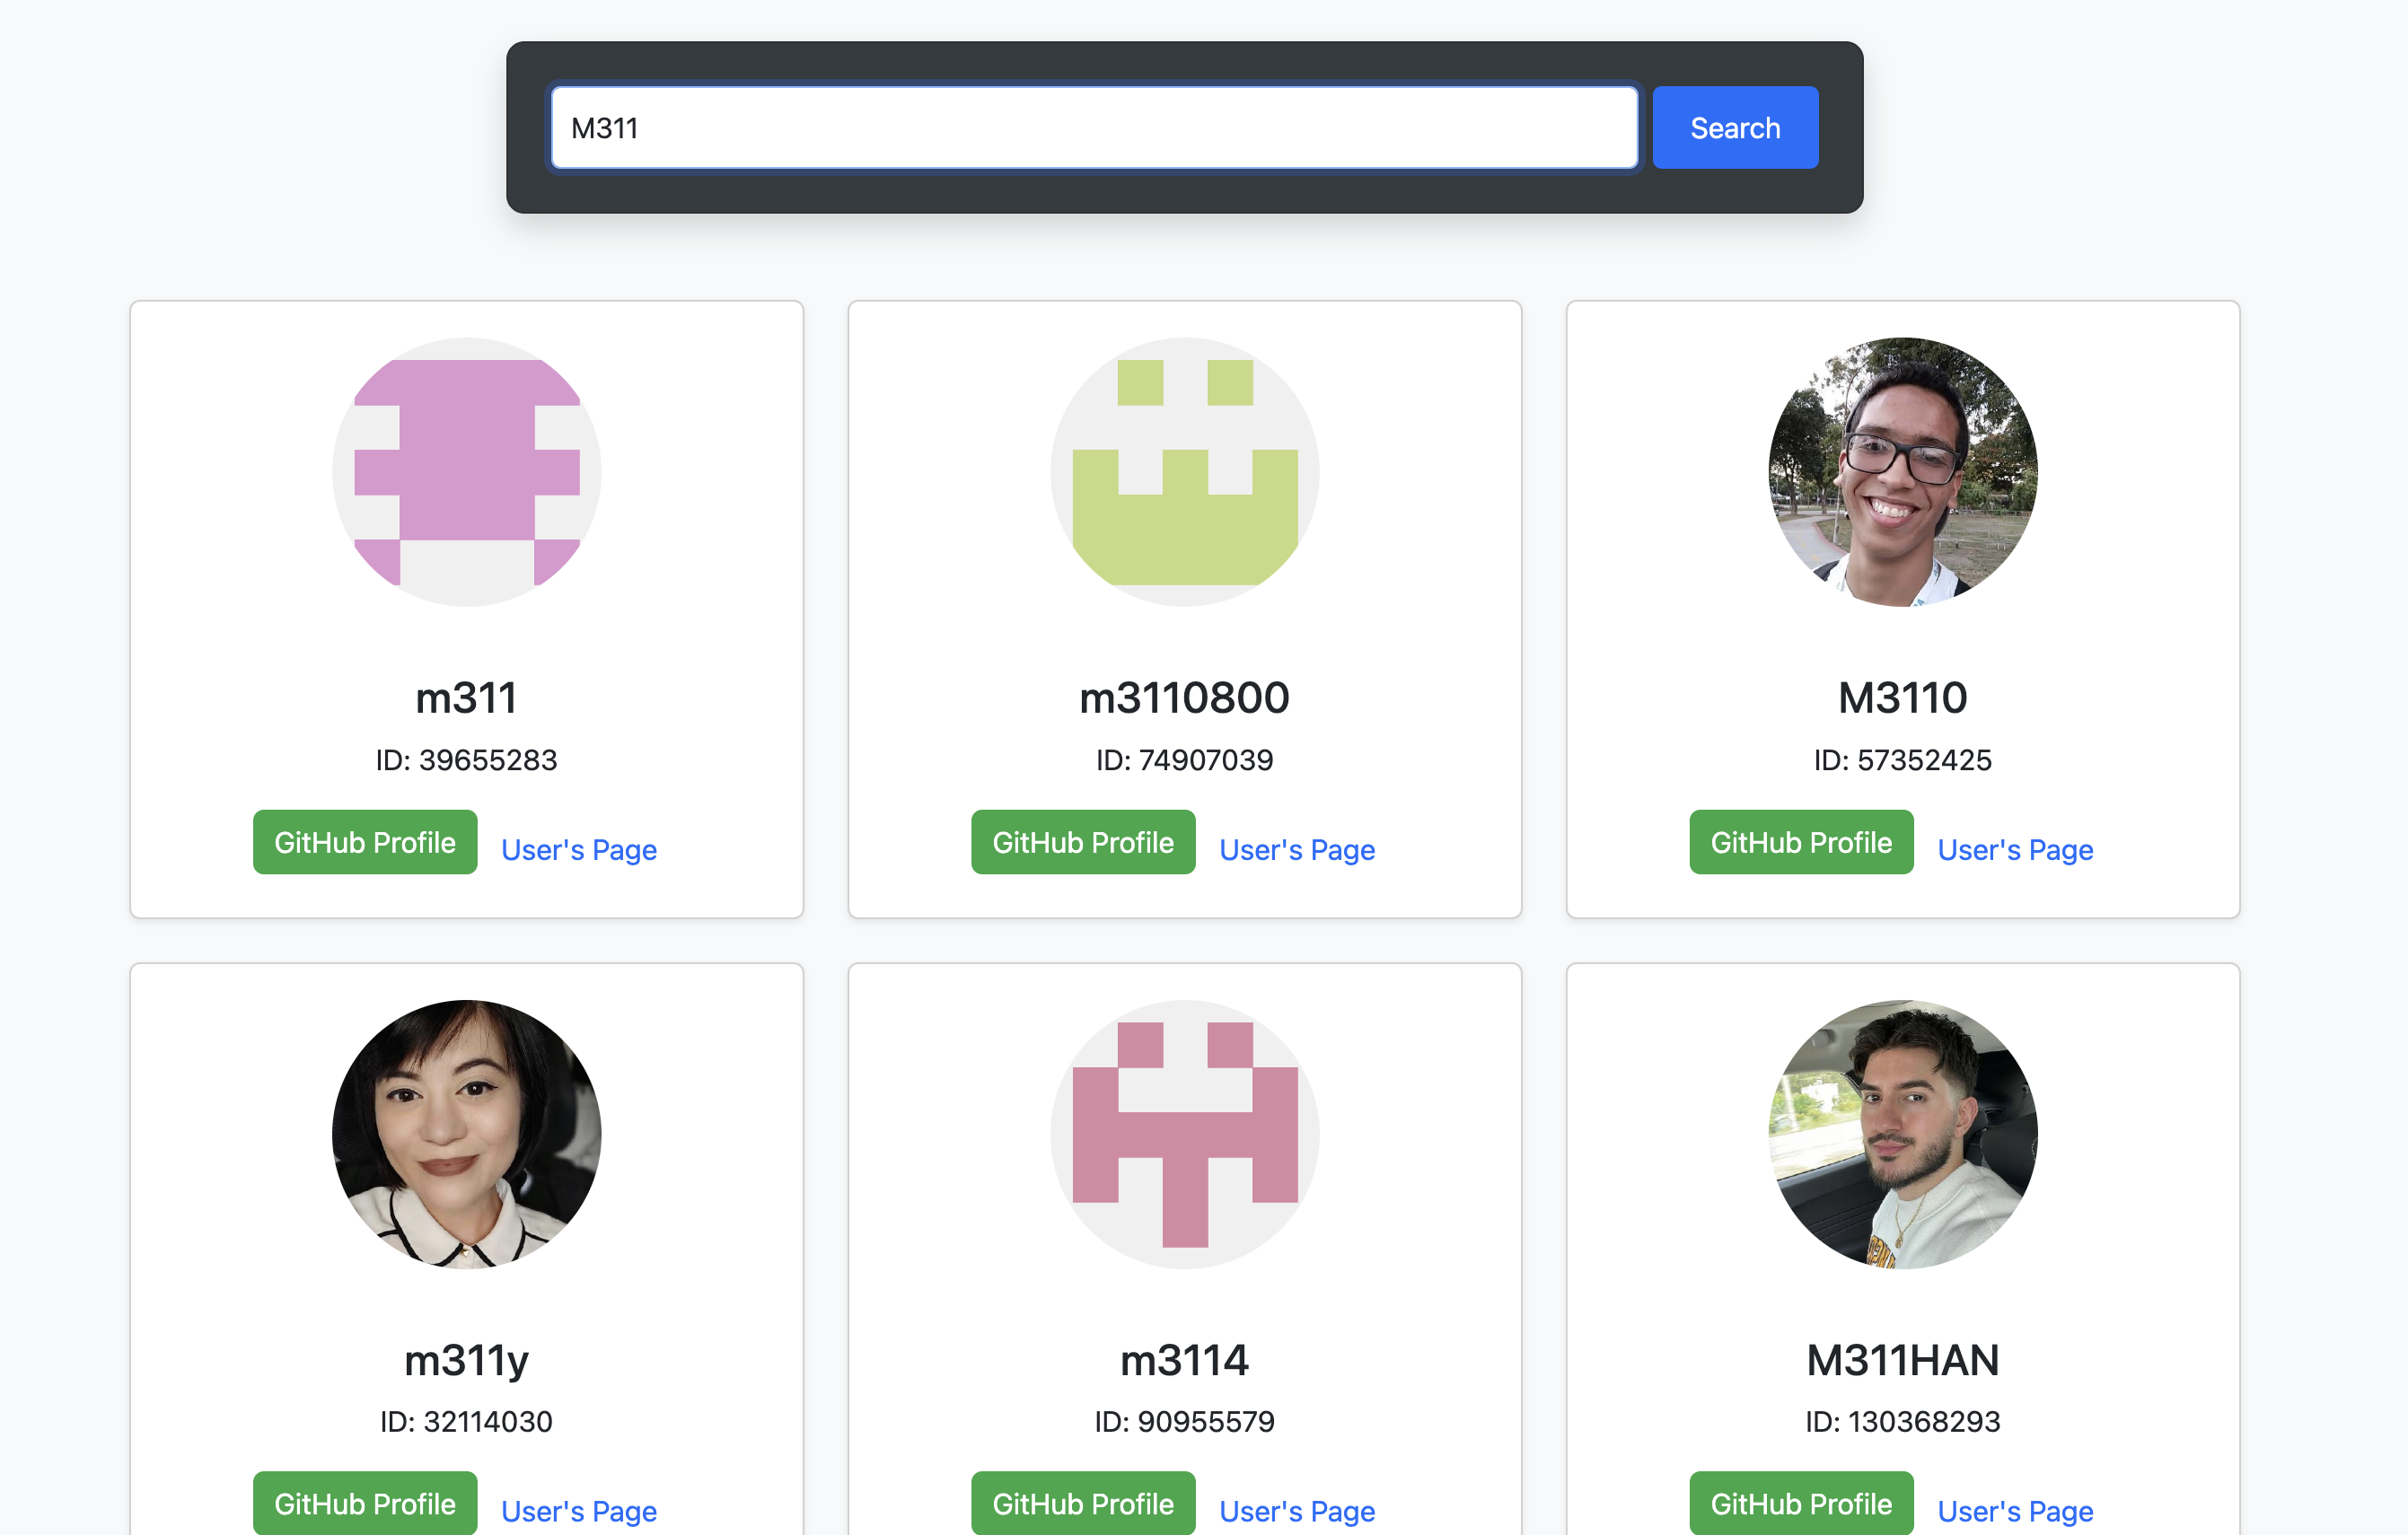 M311
Search
m311
ID: 39655283
GitHub Profile User's Page
m3110800
ID: 74907039
GitHub Profile User's Page
M3110
ID: 57352425
GitHub Profile User's Page
m311y
ID: 32114030
GitHub Profile User's Page
m3114
ID: 90955579
GitHub Profile User's Page
M311HAN
ID: 130368293
GitHub Profile User's Page